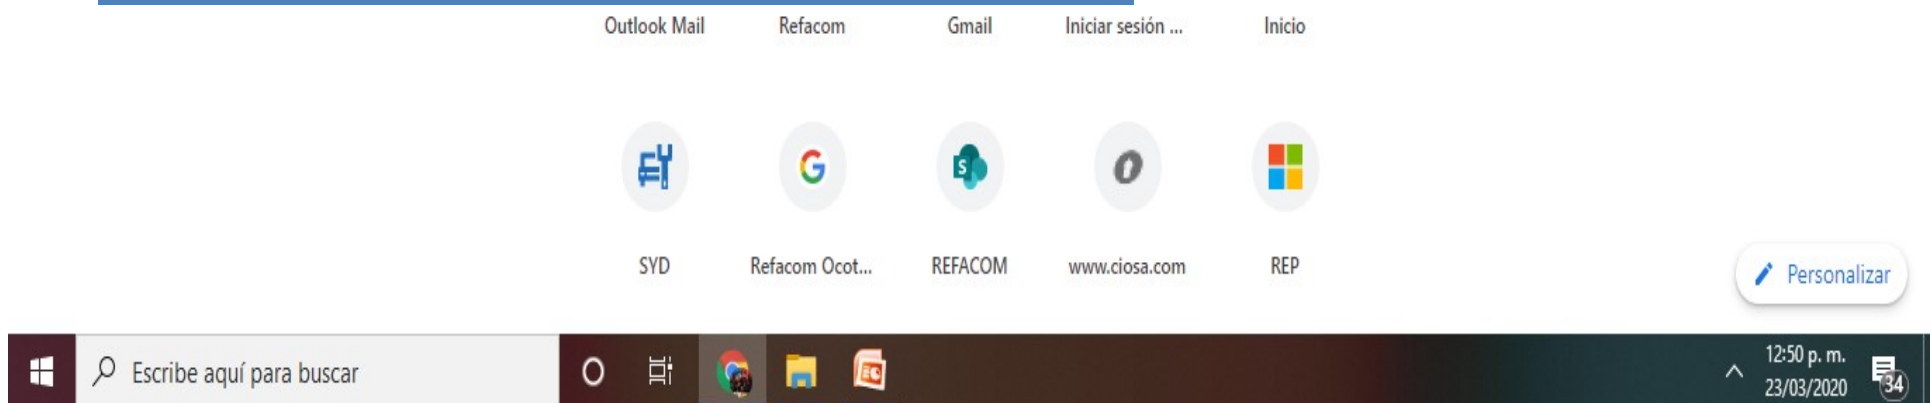 Outlook Mail Refacom Gmail Iniciar sesión ... Inicio
SYD Refacom Ocot... REFACOM www.ciosa.com REP
Personalizar
Escribe aquí para buscar
12:50 p. m.
23/03/2020
34